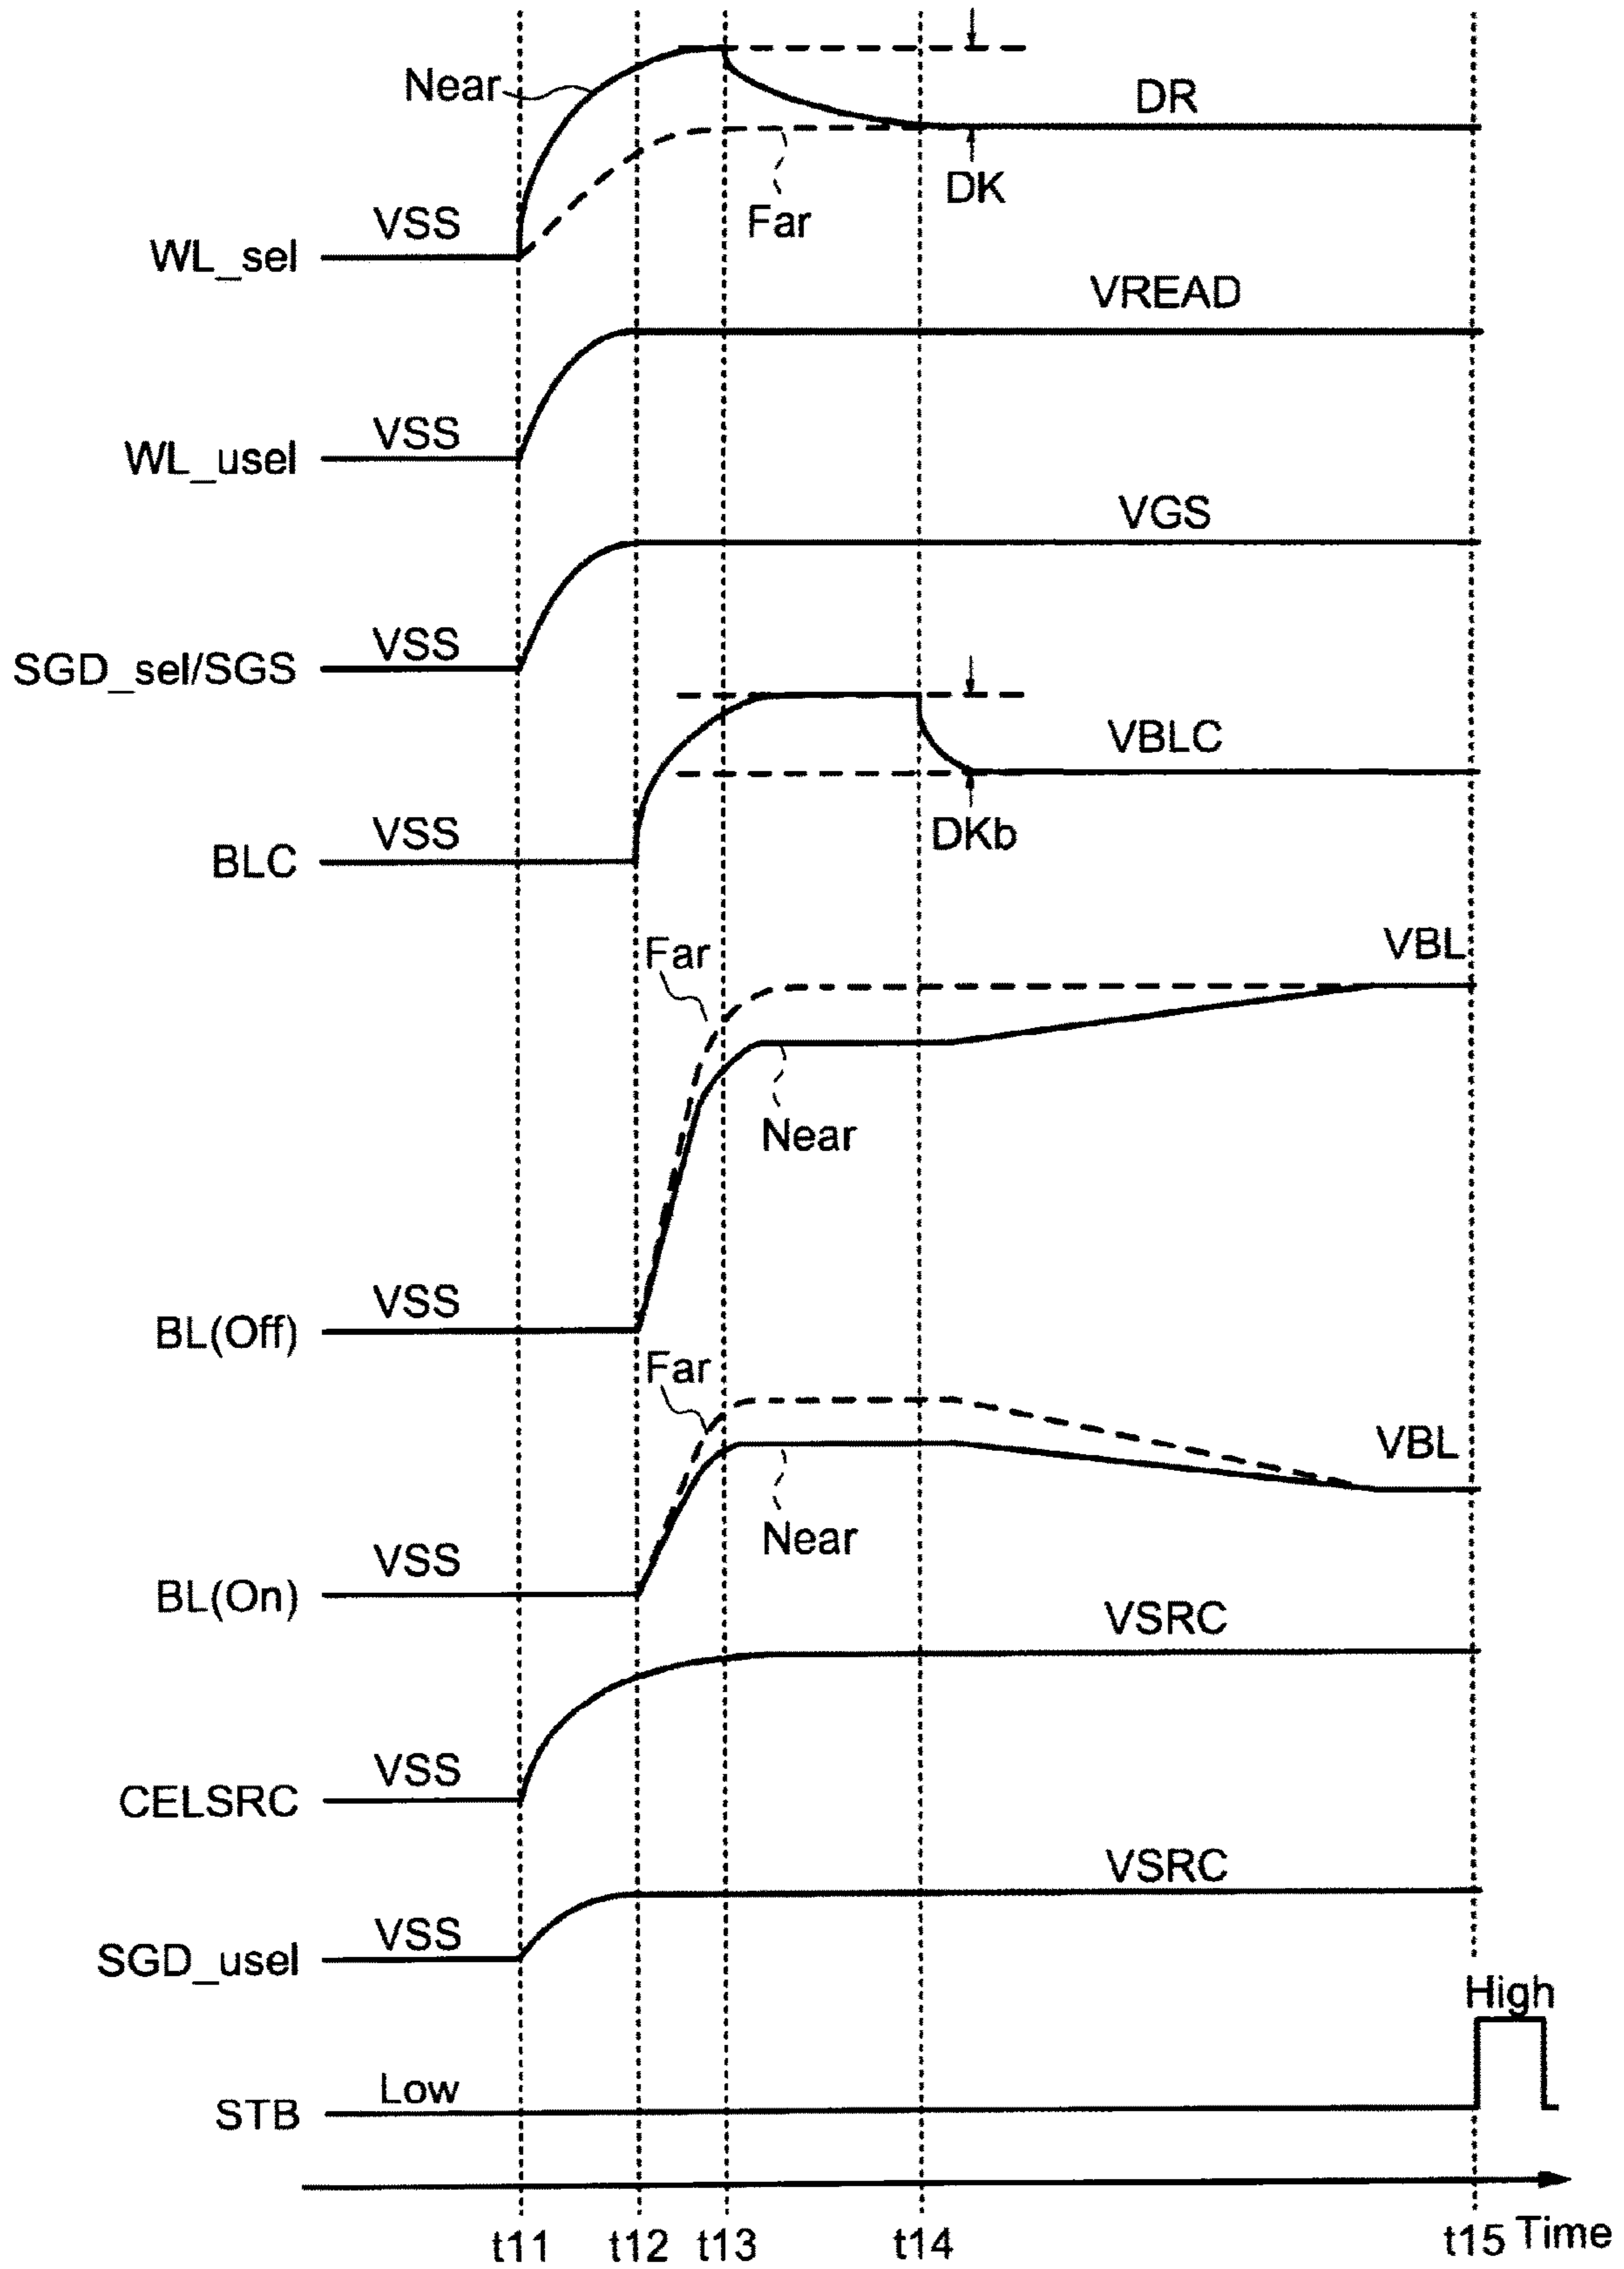 Near
DR
DK
Far
VSS
WL_sel
VREAD
VSS
WL_usel
VGS
VSS
SGD_sel/SGS
VBLC
DKb
VSS
BLC
Far
VBL
Near
VSS
BL(Off)
Far
VBL
Near
VSS
BL(On)
VSRC
VSS
CELSRC
VSRC
VSS
SGD_usel
High
Low
STB
t11 t12 t13 t14 t15 Time